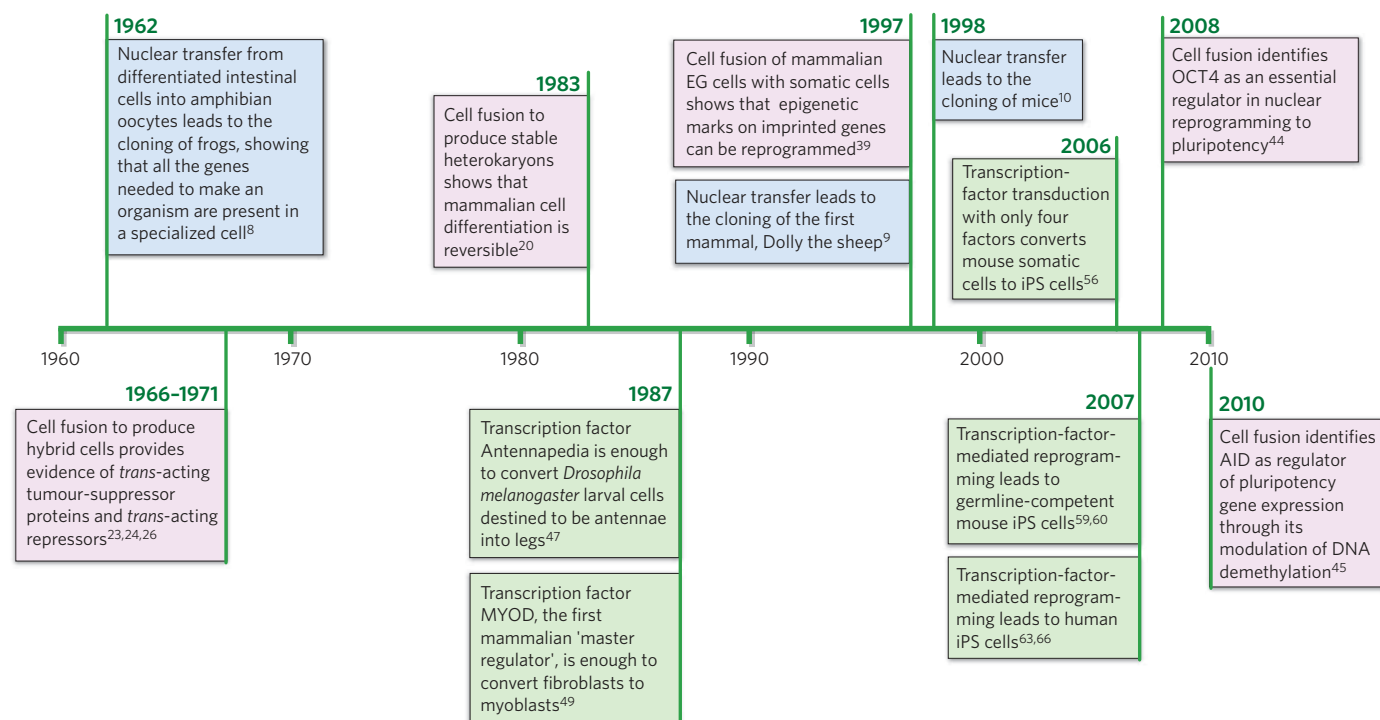 1962
Nuclear transfer from
differentiated intestinal
cells into amphibian
oocytes leads to the
cloning of frogs, showing
that all the genes
needed to make an
organism are present in
a specialized cell8
1983
Cell fusion to
produce stable
heterokaryons
shows that
mammalian cell
differentiation is
reversible20
1997
Cell fusion of mammalian
EG cells with somatic cells
shows that epigenetic
marks on imprinted genes
can be reprogrammed39
Nuclear transfer leads to
the cloning of the first
mammal, Dolly the sheep9
1998
Nuclear transfer
leads to the
cloning of mice10
2006
Transcription-
factor transduction
with only four
factors converts
mouse somatic
cells to iPS cells56
2008
Cell fusion identifies
OCT4 as an essential
regulator in nuclear
reprogramming to
pluripotency44
1960
1970
1980
1990
2000
2010
1966–1971
Cell fusion to produce
hybrid cells provides
evidence of trans-acting
tumour-suppressor
proteins and trans-acting
repressors23,24,26
1987
Transcription factor
Antennapedia is enough
to convert Drosophila
melanogaster larval cells
destined to be antennae
into legs47
Transcription factor
MYOD, the first
mammalian 'master
regulator', is enough to
convert fibroblasts to
myoblasts49
2007
Transcription-factor-
mediated reprogram-
ming leads to
germline-competent
mouse iPS cells59,60
Transcription-factor-
mediated reprogram-
ming leads to human
iPS cells63,66
2010
Cell fusion identifies
AID as regulator
of pluripotency
gene expression
through its
modulation of DNA
demethylation45